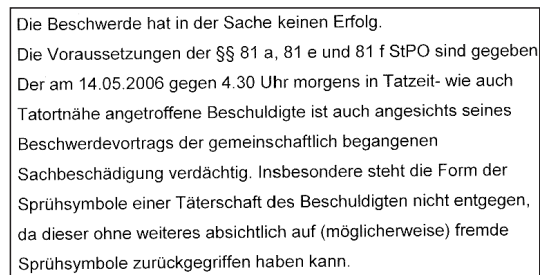 Die Beschwerde hat in der Sache keinen Erfolg.
Die Voraussetzungen der §§ 81 a, 81 e und 81 f StPO sind gegeben
Der am 14.05.2006 gegen 4.30 Uhr morgens in Tatzeit- wie auch
Tatortnähe angetroffene Beschuldigte ist auch angesichts seines
Beschwerdevortrags der gemeinschaftlich begangenen
Sachbeschädigung verdächtig. Insbesondere steht die Form der
Sprühsymbole einer Täterschaft des Beschuldigten nicht entgegen,
da dieser ohne weiteres absichtlich auf (möglicherweise) fremde
Sprühsymbole zurückgegriffen haben kann.